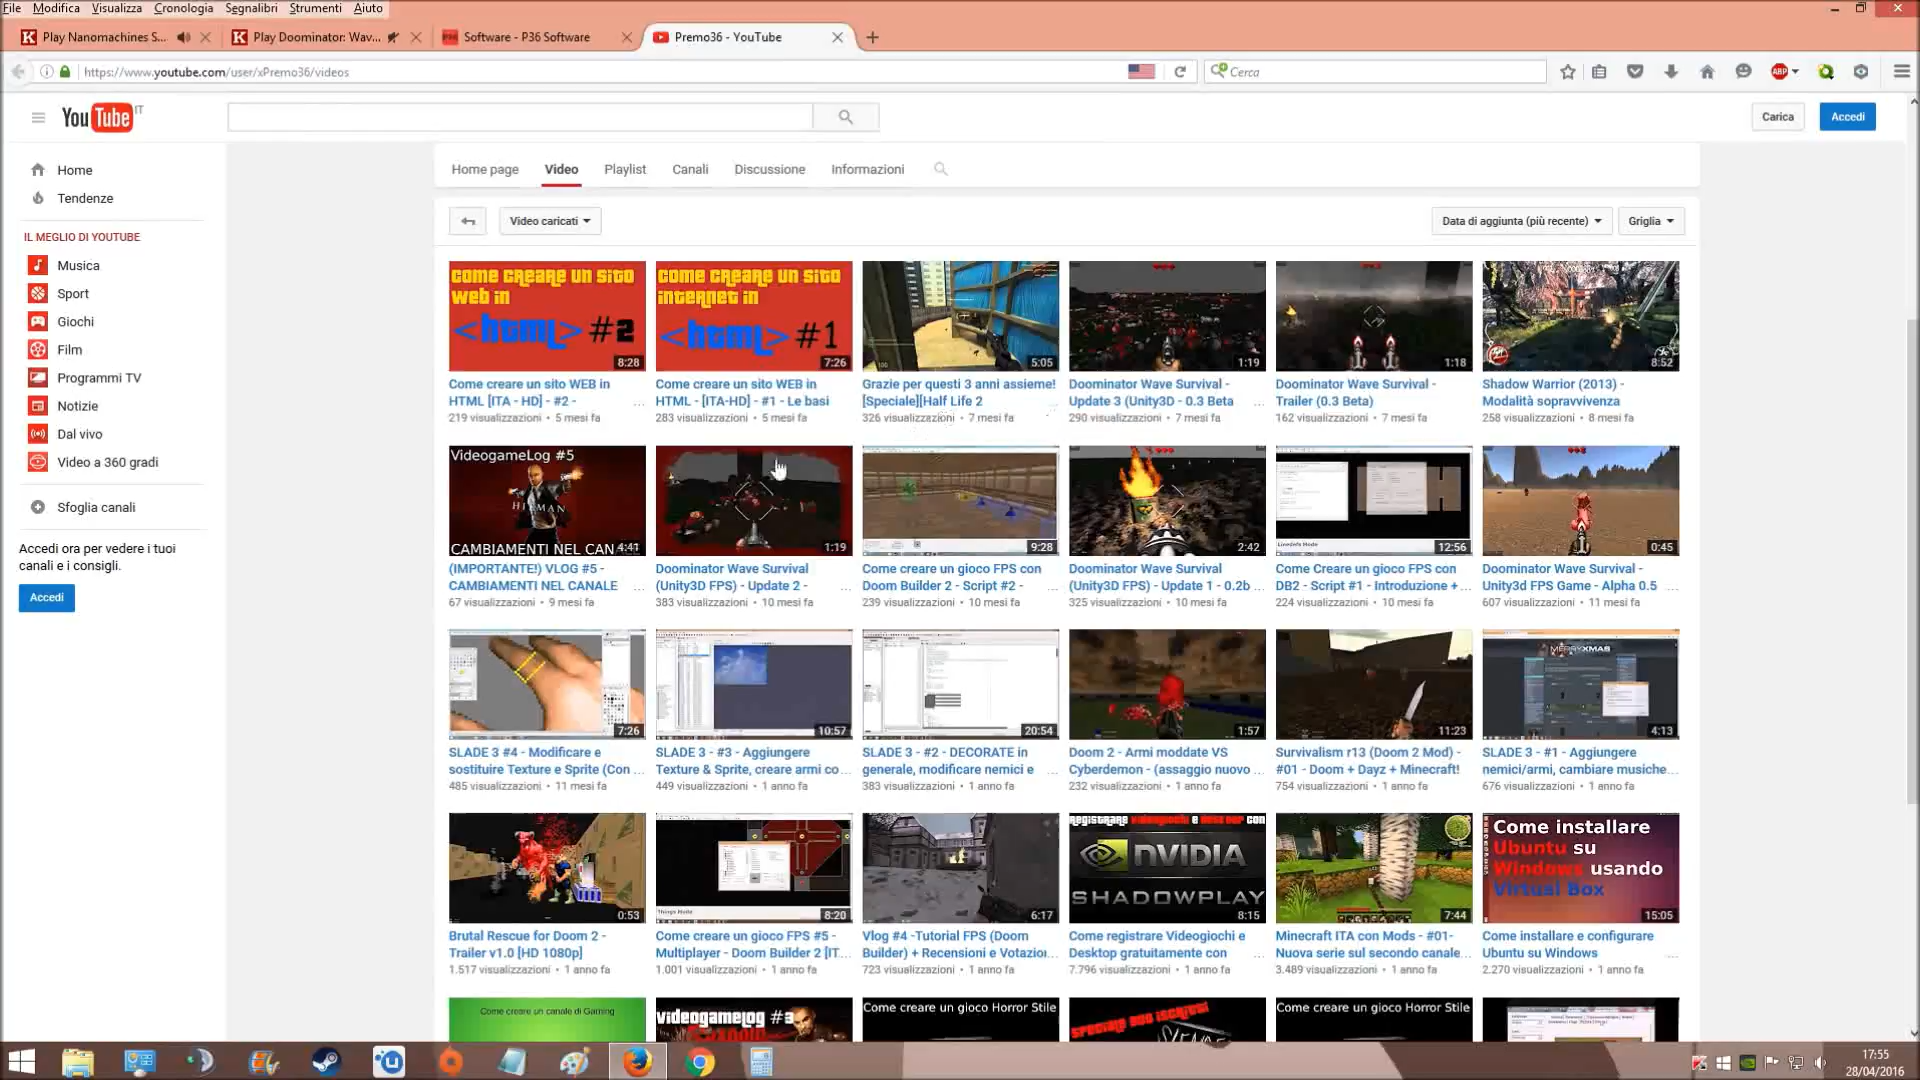 File Modifica Visualizza Cronologia Segnalibri Strumenti Aiuto
Play Nanomachines S...
Play Doominator: Wav...
Software - P36 Software
Premo36 - YouTube
https://www.youtube.com/user/xPremo36/videos
Cerca
ABP
YouTube IT
Carica
Accedi
Home
Tendenze
IL MEGLIO DI YOUTUBE
Musica
Sport
Giochi
Film
Programmi TV
Notizie
Dal vivo
Video a 360 gradi
Sfoglia canali
Accedi ora per vedere i tuoi
canali e i consigli.
Accedi
Home page Video Playlist Canali Discussione Informazioni
Video caricati
Data di aggiunta (più recente)
Griglia
Come creare un sito
web in
<html> #2
8:28
Come creare un sito WEB in
HTML [ITA - HD] - #2 - ...
219 visualizzazioni • 5 mesi fa
Come creare un sito
internet in
<html> #1
7:26
Come creare un sito WEB in
HTML - [ITA-HD] - #1 - Le basi
283 visualizzazioni • 5 mesi fa
5:05
Grazie per questi 3 anni assieme!
[Speciale][Half Life 2 ...
326 visualizzazioni • 7 mesi fa
1:19
Doominator Wave Survival -
Update 3 (Unity3D - 0.3 Beta ...
290 visualizzazioni • 7 mesi fa
1:18
Doominator Wave Survival -
Trailer (0.3 Beta)
162 visualizzazioni • 7 mesi fa
8:52
Shadow Warrior (2013) -
Modalità sopravvivenza
258 visualizzazioni • 8 mesi fa
VideogameLog #5
HITMAN
CAMBIAMENTI NEL CAN
4:41
(IMPORTANTE!) VLOG #5 -
CAMBIAMENTI NEL CANALE ...
67 visualizzazioni • 9 mesi fa
1:19
Doominator Wave Survival
(Unity3D FPS) - Update 2 - ...
383 visualizzazioni • 10 mesi fa
9:28
Come creare un gioco FPS con
Doom Builder 2 - Script #2 - ...
239 visualizzazioni • 10 mesi fa
2:42
Doominator Wave Survival
(Unity3D FPS) - Update 1 - 0.2b ...
325 visualizzazioni • 10 mesi fa
Linedefs Mode
12:56
Come Creare un gioco FPS con
DB2 - Script #1 - Introduzione + ...
224 visualizzazioni • 10 mesi fa
0:45
Doominator Wave Survival -
Unity3d FPS Game - Alpha 0.5 ...
607 visualizzazioni • 11 mesi fa
7:26
SLADE 3 #4 - Modificare e
sostituire Texture e Sprite (Con ...
485 visualizzazioni • 11 mesi fa
10:57
SLADE 3 - #3 - Aggiungere
Texture & Sprite, creare armi co...
449 visualizzazioni • 1 anno fa
20:54
SLADE 3 - #2 - DECORATE in
generale, modificare nemici e ...
383 visualizzazioni • 1 anno fa
1:57
Doom 2 - Armi moddate VS
Cyberdemon - (assaggio nuovo ...
232 visualizzazioni • 1 anno fa
11:23
Survivalism r13 (Doom 2 Mod) -
#01 - Doom + Dayz + Minecraft!
754 visualizzazioni • 1 anno fa
MERRYXMAS
4:13
SLADE 3 - #1 - Aggiungere
nemici/armi, cambiare musiche...
676 visualizzazioni • 1 anno fa
0:53
Brutal Rescue for Doom 2 -
Trailer v1.0 [HD 1080p]
1.517 visualizzazioni • 1 anno fa
Things Mode
8:20
Come creare un gioco FPS #5 -
Multiplayer - Doom Builder 2 [IT...
1.001 visualizzazioni • 1 anno fa
6:17
Vlog #4 -Tutorial FPS (Doom
Builder) + Recensioni e Votazio...
723 visualizzazioni • 1 anno fa
Registrare videogiochi e desktop con
NVIDIA
SHADOWPLAY
8:15
Come registrare Videogiochi e
Desktop gratuitamente con ...
7.796 visualizzazioni • 1 anno fa
7:44
Minecraft ITA con Mods - #01-
Nuova serie sul secondo canale...
3.489 visualizzazioni • 1 anno fa
Come installare
Ubuntu su
Windows usando
Virtual Box
15:05
Come installare e configurare
Ubuntu su Windows ...
2.270 visualizzazioni • 1 anno fa
Come creare un canale di Gaming
VideogameLog #3
Come creare un gioco Horror Stile
Speciale 200 iscritti
Come creare un gioco Horror Stile
17:55
28/04/2016